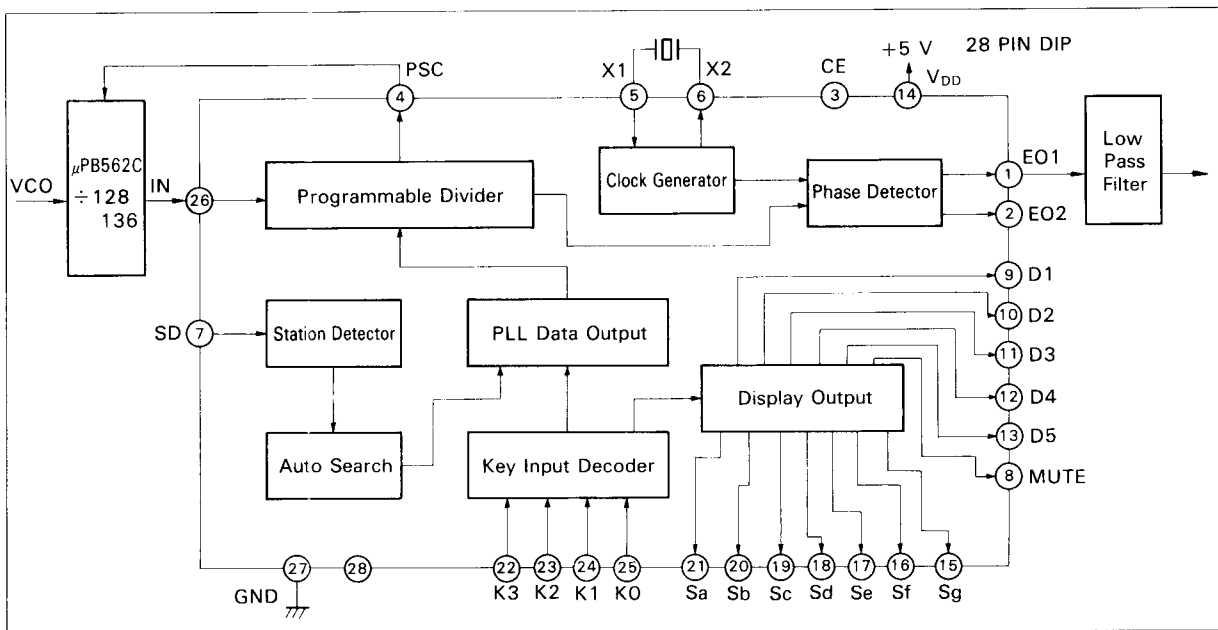 28 PIN DIP
+5 V
VDD
PSC
X1
X2
CE
4
5
6
3
14
μPB562C
÷128
136
VCO
IN
26
Programmable Divider
Clock Generator
Phase Detector
1
EO1
2
EO2
Low
Pass
Filter
SD
7
Station Detector
PLL Data Output
Auto Search
Key Input Decoder
Display Output
9
D1
10
D2
11
D3
12
D4
13
D5
8
MUTE
27
28
22
23
24
25
21
20
19
18
17
16
15
GND
K3
K2
K1
K0
Sa
Sb
Sc
Sd
Se
Sf
Sg